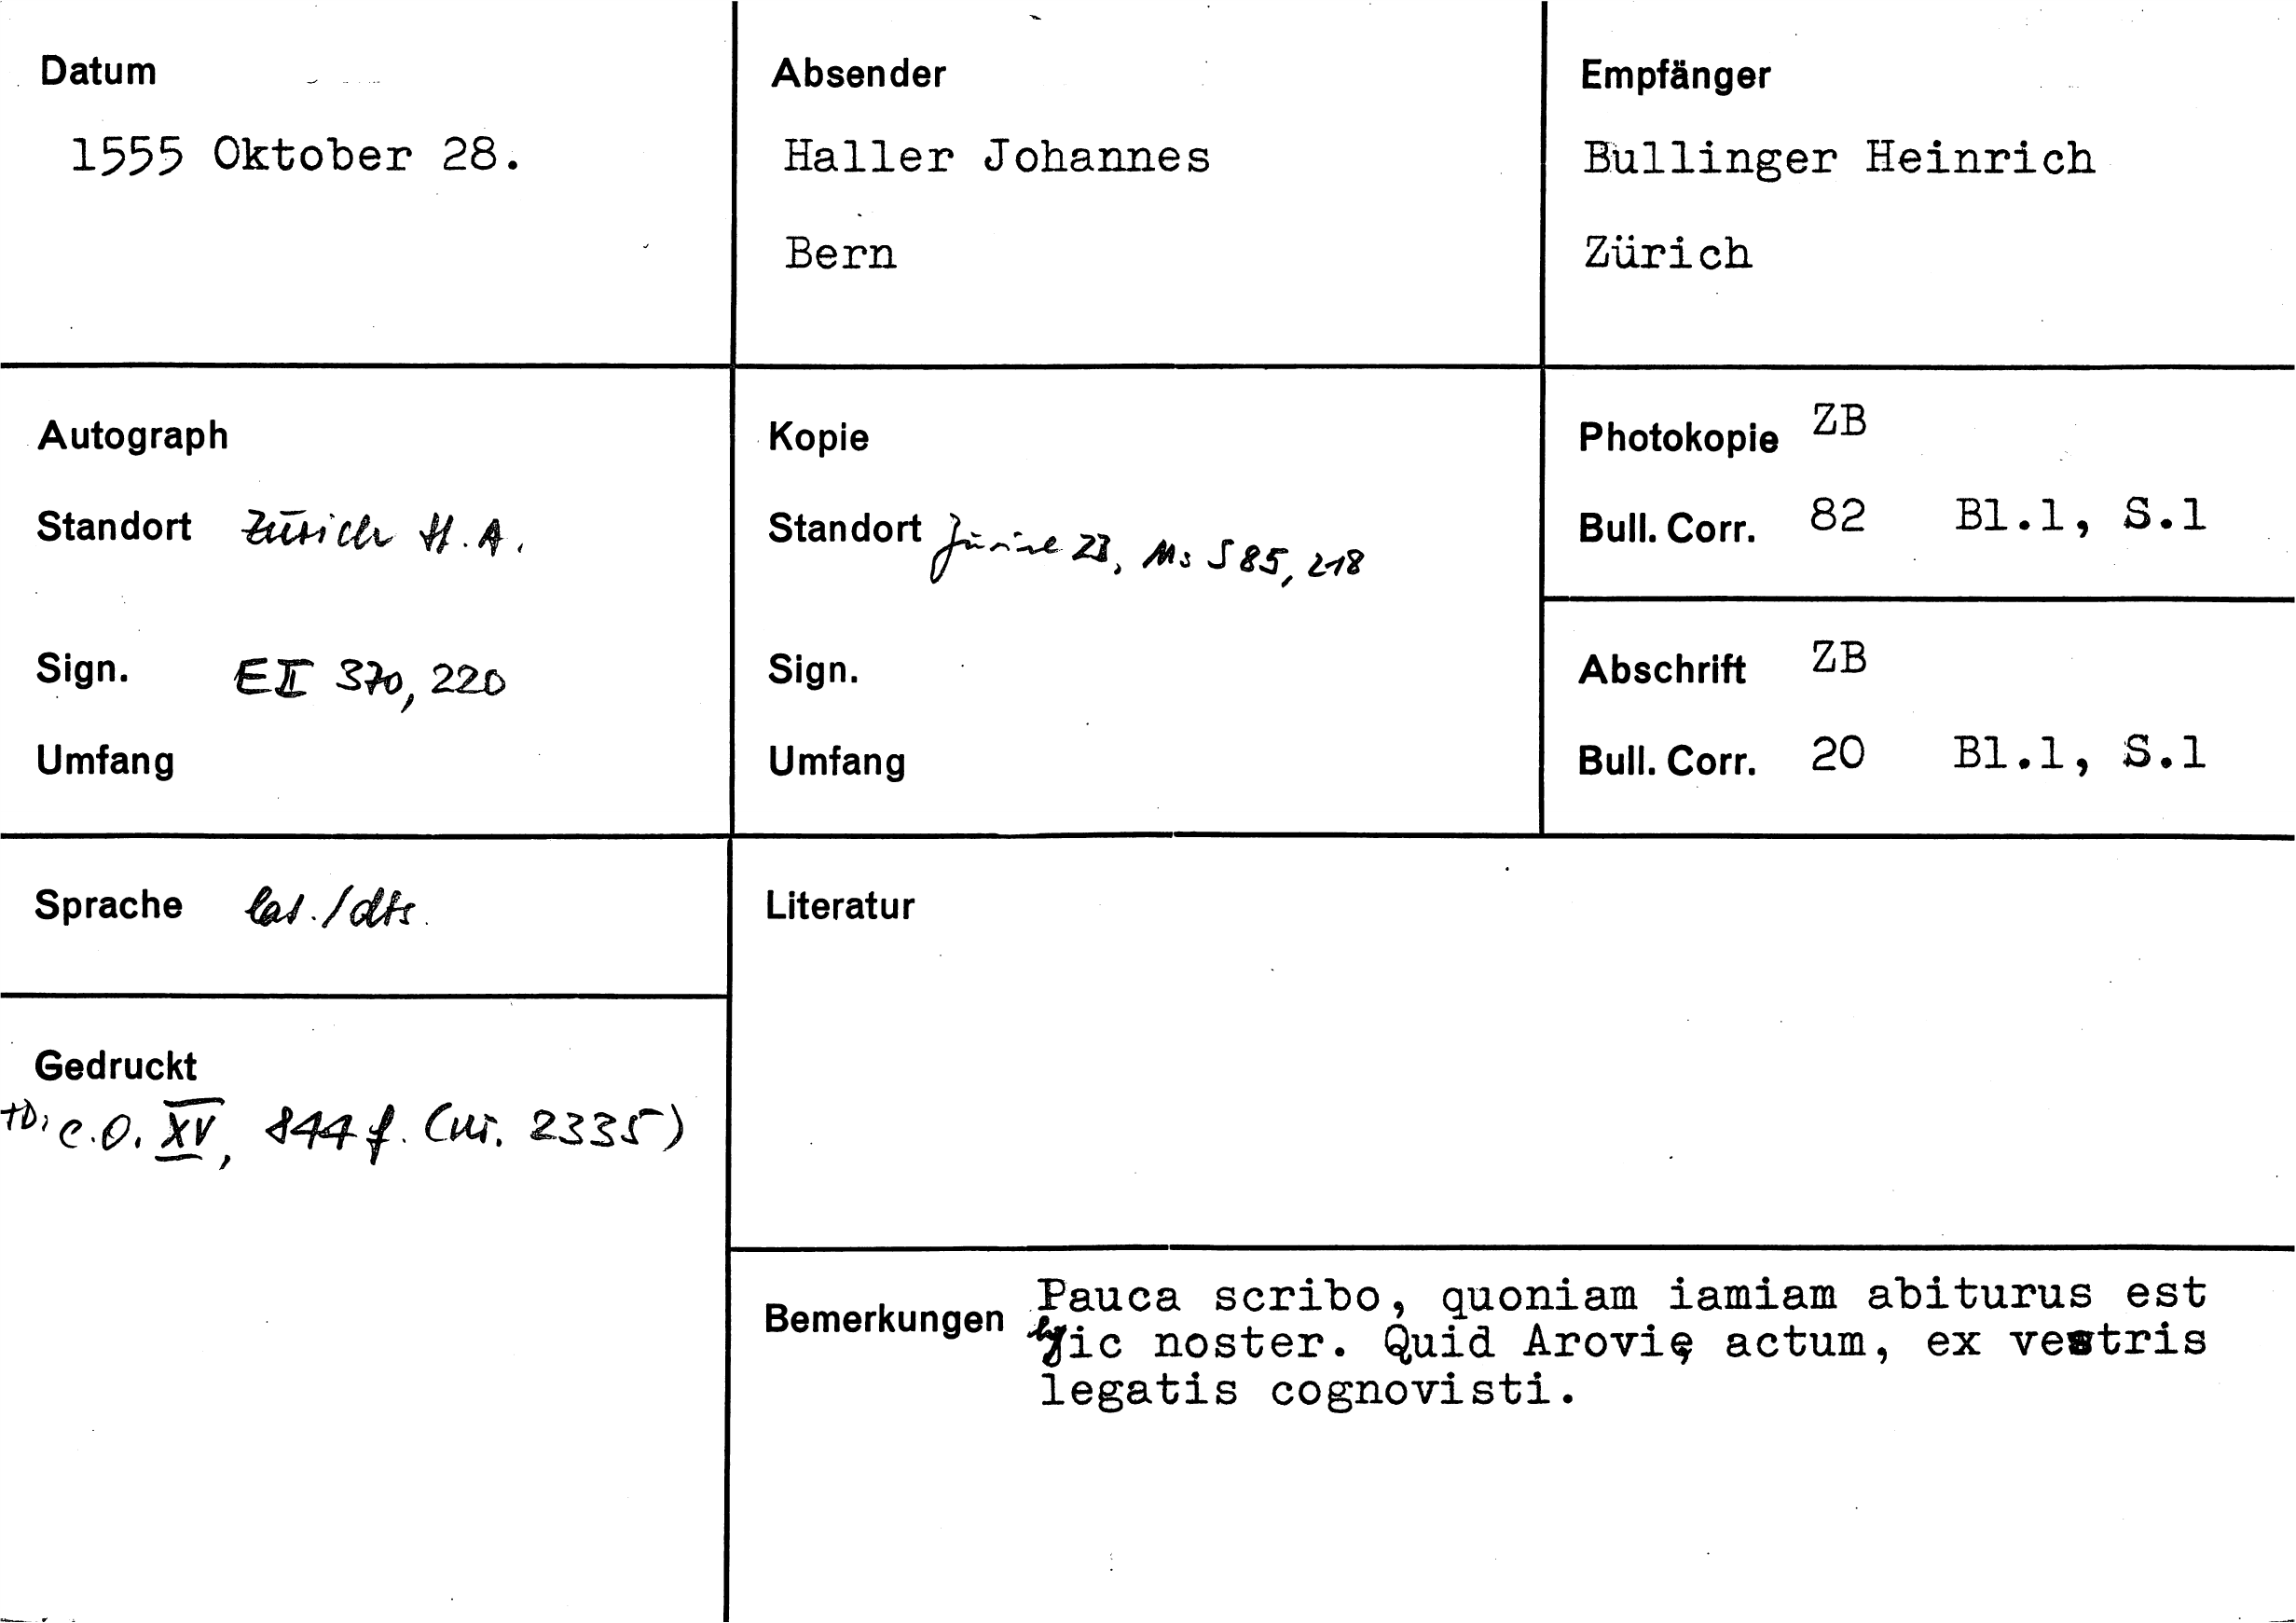 Datum
1555 Oktober 28.
Absender
Haller Johannes
Bern
Empfänger
Bullinger Heinrich
Zürich
Autograph
Standort Zürich H.A.
Sign. E II 370, 220
Umfang
Kopie
Standort Zürich ZB, Ms S 85, 218
Sign.
Umfang
Photokopie ZB
Bull. Corr. 82 Bl.1, S.1
Abschrift ZB
Bull. Corr. 20 Bl.1, S.1
Sprache lat./dts.
Literatur
Gedruckt
TD: C.O. XV, 844 f. (nr. 2335)
Bemerkungen Pauca scribo, quoniam iamiam abiturus est
hic noster. Quid Arovię actum, ex vestris
legatis cognovisti.